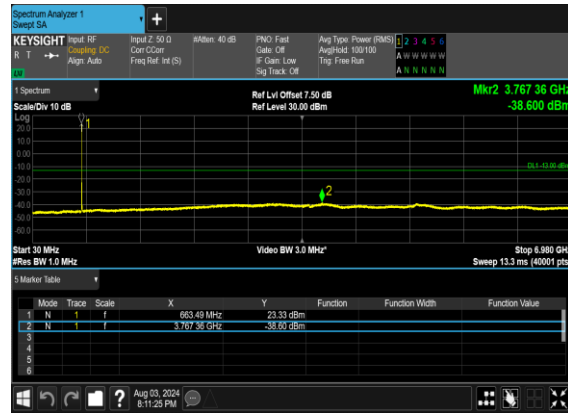 Spectrum Analyzer 1
Swept SA
+
KEYSIGHT Input: RF Input Z: 50 Ω #Atten: 40 dB PNO: Fast Avg Type: Power (RMS) 1 2 3 4 5 6
R T Coupling: DC Corr CCorr Gate: Off Avg|Hold: 100/100 A W W W W W
Align: Auto Freq Ref: Int (S) IF Gain: Low Trig: Free Run
Sig Track: Off A N N N N N
1 Spectrum
Scale/Div 10 dB Ref Lvl Offset 7.50 dB Mkr2 3.767 36 GHz
Ref Level 30.00 dBm -38.600 dBm
Log
20.0
10.0
0.00
-10.0
-20.0
-30.0
-40.0
-50.0
-60.0
1
DL1 -13.00 dBm
2
Start 30 MHz Video BW 3.0 MHz* Stop 6.980 GHz
#Res BW 1.0 MHz Sweep 13.3 ms (40001 pts)
5 Marker Table
Mode Trace Scale X Y Function Function Width Function Value
1 N 1 f 663.49 MHz 23.33 dBm
2 N 1 f 3.767 36 GHz -38.60 dBm
3
4
5
6
? Aug 03, 2024
8:11:25 PM